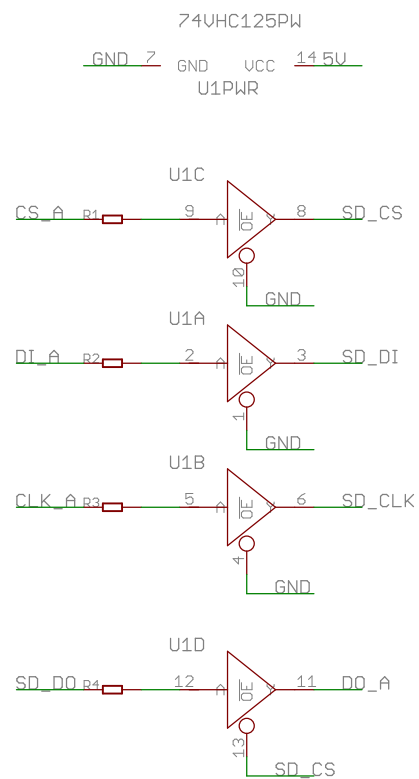 74VHC125PW
GND 7 GND VCC 14 5V
U1PWR
U1C
CS_A R1 9 A OE Y 8 SD_CS
10
GND
U1A
DI_A R2 2 A OE Y 3 SD_DI
1
GND
U1B
CLK_A R3 5 A OE Y 6 SD_CLK
4
GND
U1D
SD_DO R4 12 A OE Y 11 DO_A
13
SD_CS